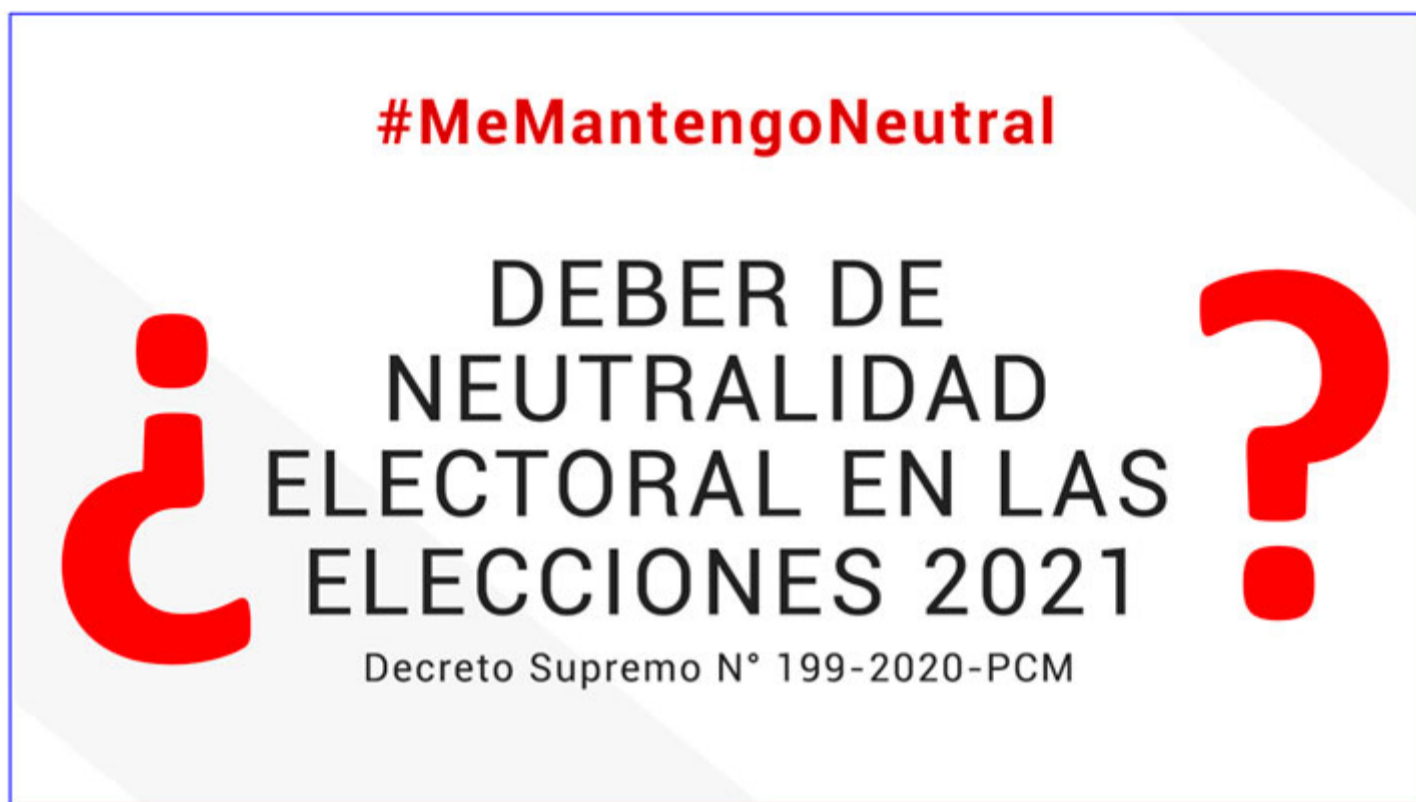 #MeMantengoNeutral
¿
DEBER DE
NEUTRALIDAD
ELECTORAL EN LAS
ELECCIONES 2021
?
Decreto Supremo N° 199-2020-PCM